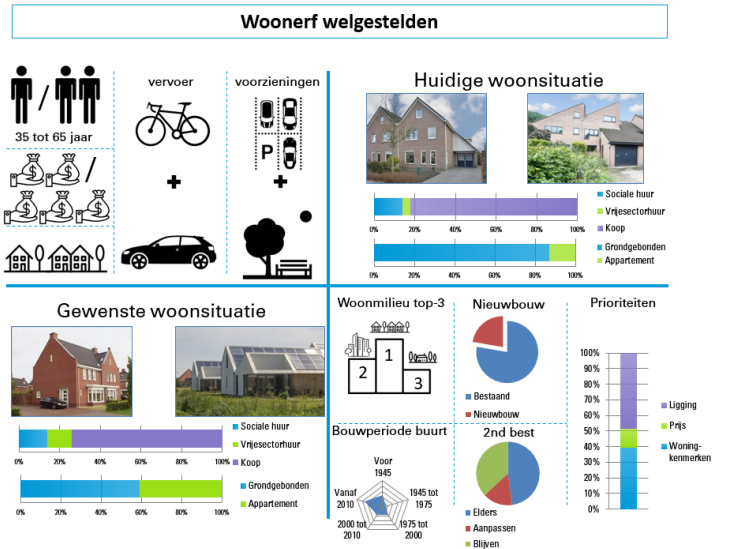 Woonerf welgestelden
35 tot 65 jaar
vervoer
voorzieningen
P
Huidige woonsituatie
Sociale huur
Vrijesectorhuur
Koop
0% 20% 40% 60% 80% 100%
Grondgebonden
Appartement
0% 20% 40% 60% 80% 100%
Gewenste woonsituatie
Sociale huur
Vrijesectorhuur
Koop
0% 20% 40% 60% 80% 100%
Grondgebonden
Appartement
0% 20% 40% 60% 80% 100%
Woonmilieu top-3
1
2
3
Nieuwbouw
Bestaand
Nieuwbouw
Bouwperiode buurt
Voor
1945
1945 tot
1975
1975 tot
2000
2000 tot
2010
Vanaf
2010
2nd best
Elders
Aanpassen
Blijven
Prioriteiten
100%
90%
80%
70%
60%
50%
40%
30%
20%
10%
0%
Ligging
Prijs
Woning-
kenmerken